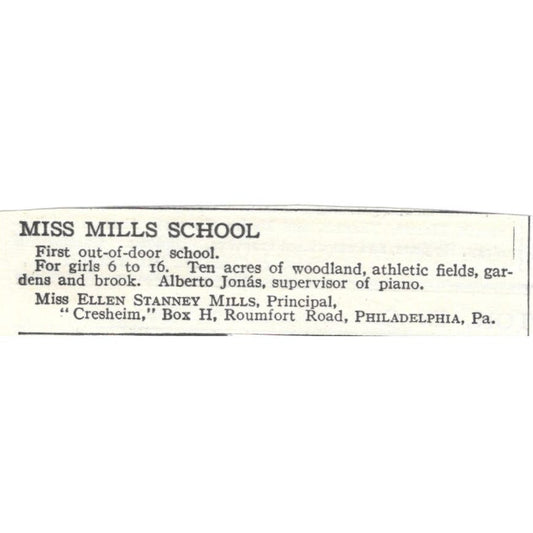 MISS MILLS SCHOOL
First out-of-door school.
For girls 6 to 16. Ten acres of woodland, athletic fields, gar-
dens and brook. Alberto Jonás, supervisor of piano.
Miss ELLEN STANNEY MILLS, Principal,
"Cresheim," Box H, Roumfort Road, PHILADELPHIA, Pa.